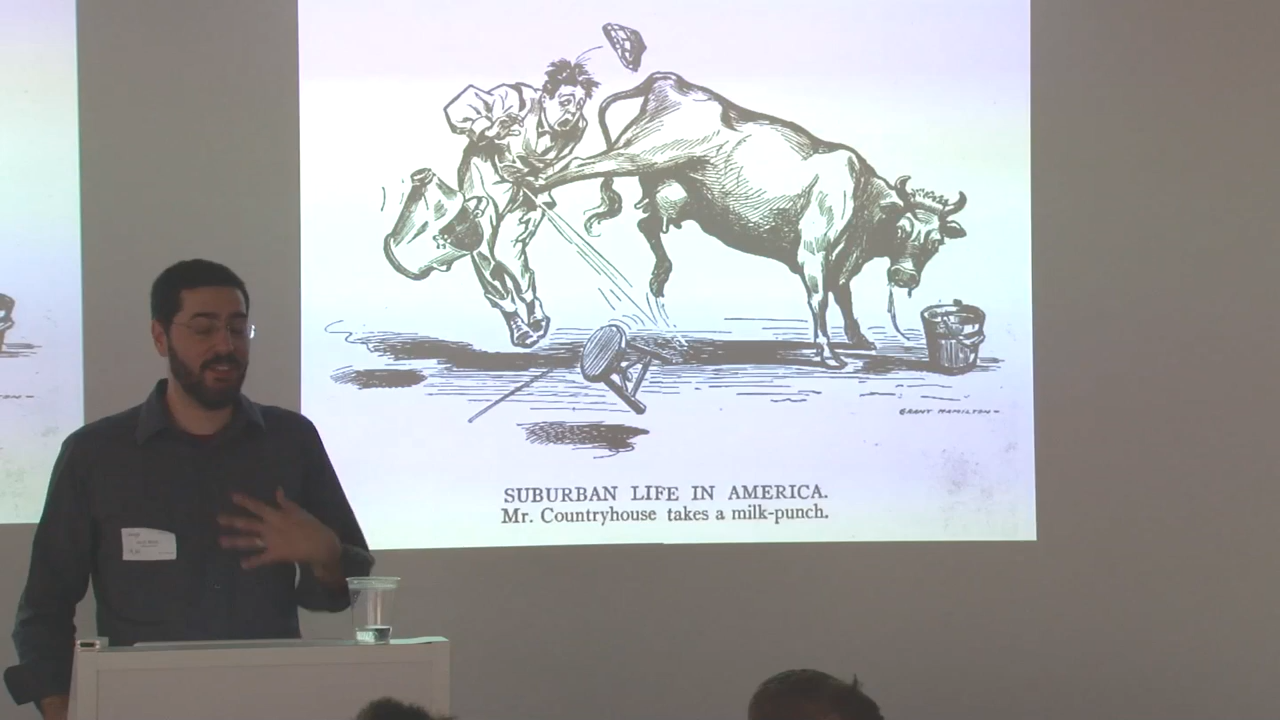 GRANT HAMILTON-
SUBURBAN LIFE IN AMERICA.
Mr. Countryhouse takes a milk-punch.